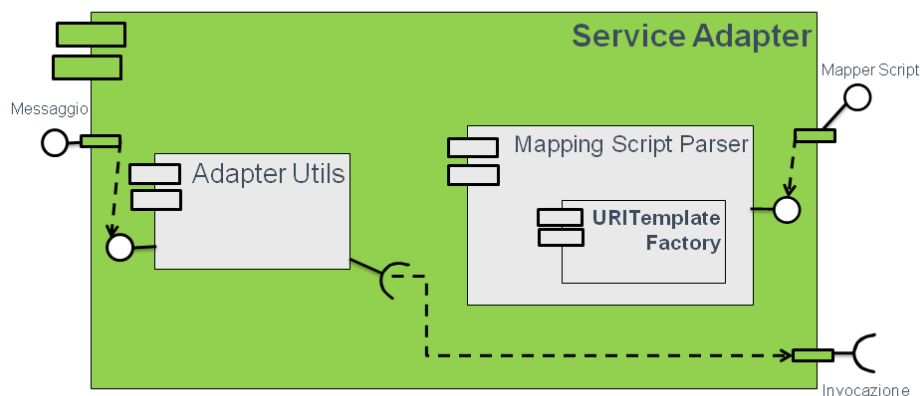 Service Adapter
Mapper Script
Messaggio
Mapping Script Parser
Adapter Utils
URITemplate
Factory
Invocazione